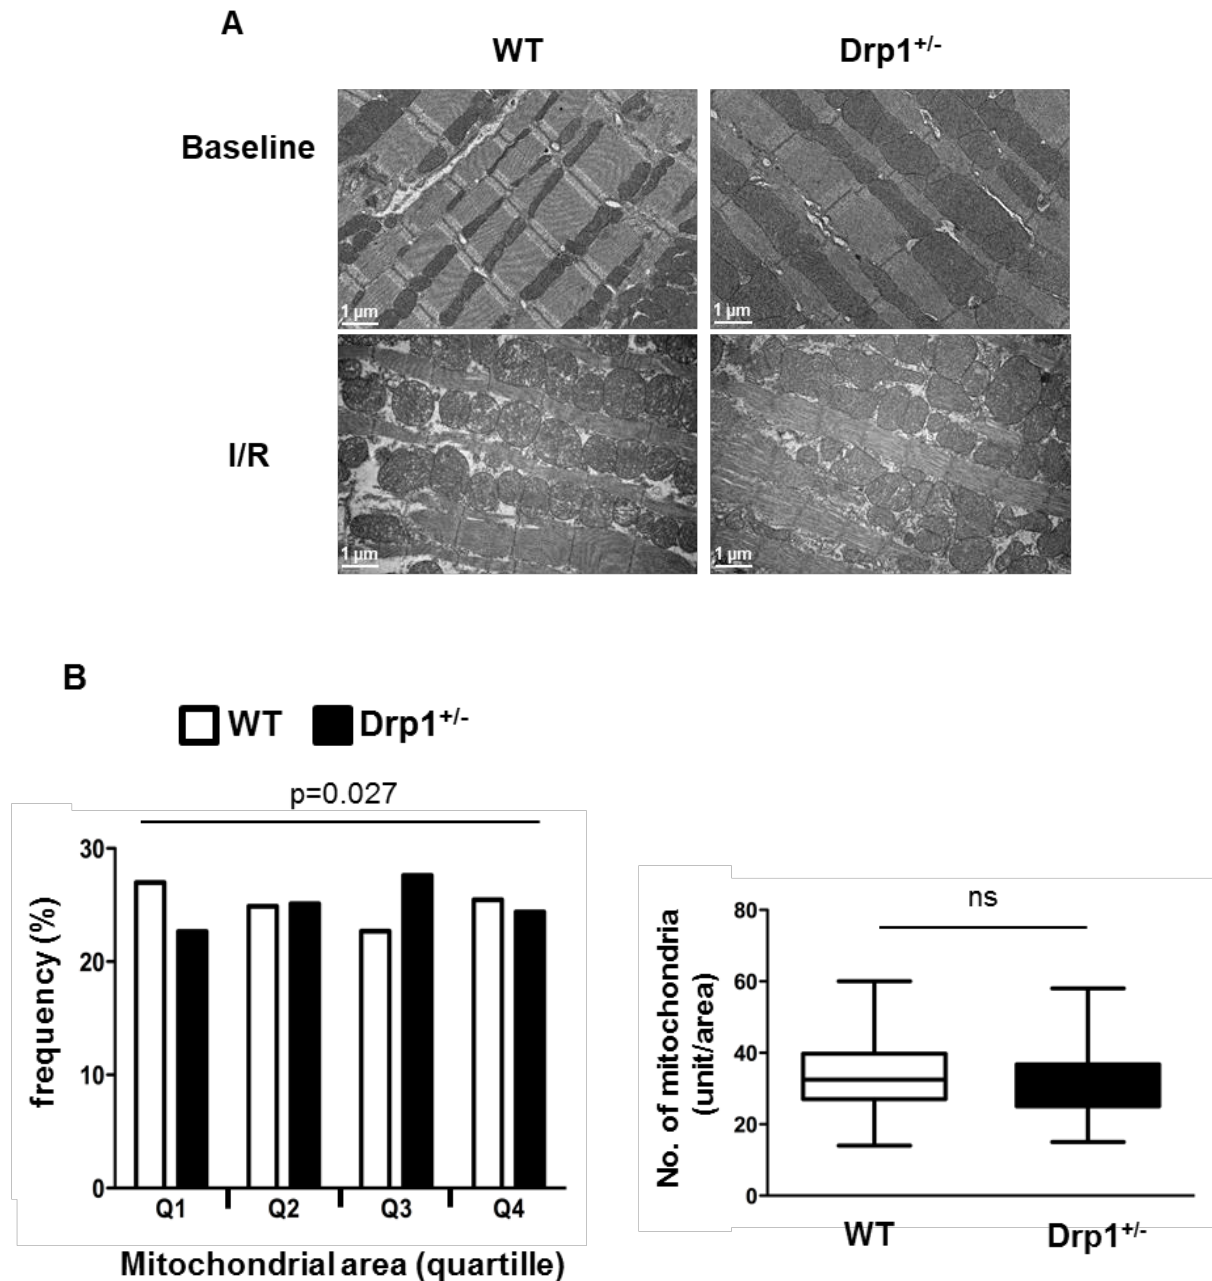 A
WT Drp1+/-
Baseline
1 µm 1 µm
I/R
1 µm 1 µm
B
WT Drp1+/-
p=0.027
30
20
10
0
frequency (%)
Q1 Q2 Q3 Q4
Mitochondrial area (quartille)
ns
80
60
40
20
0
No. of mitochondria
(unit/area)
WT Drp1+/-